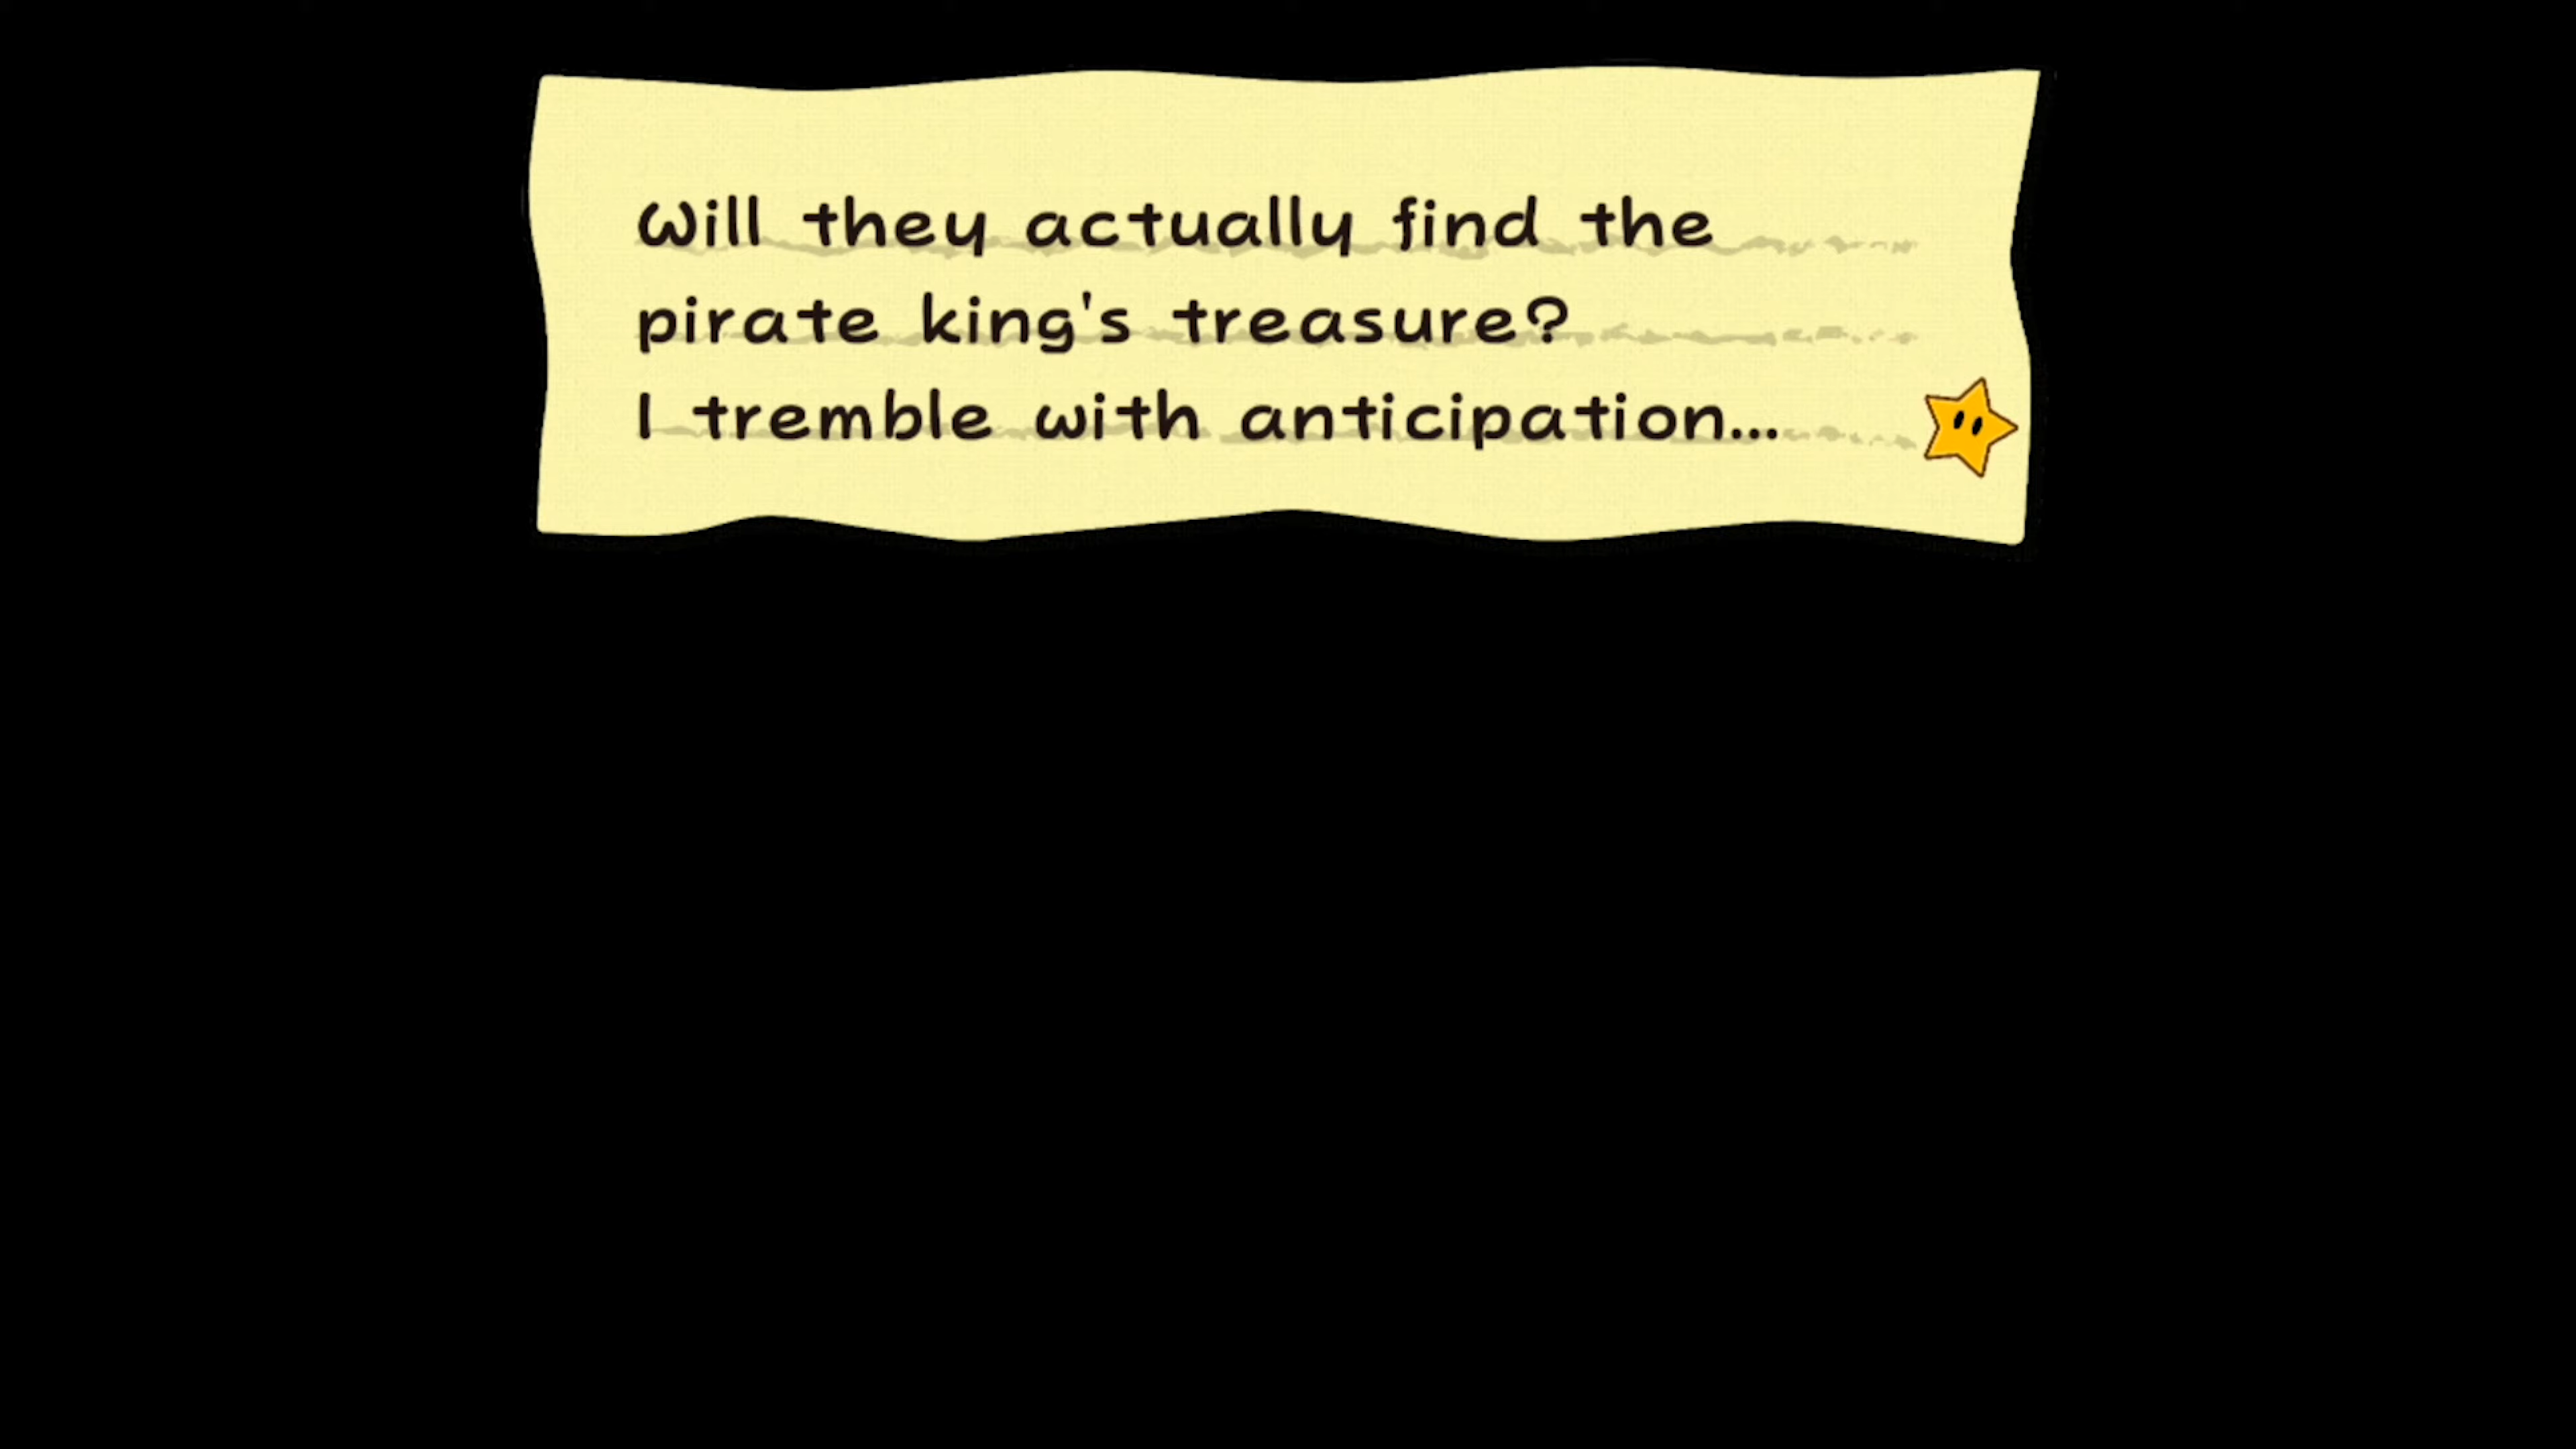 Will they actually find the
pirate king's treasure?
I tremble with anticipation...